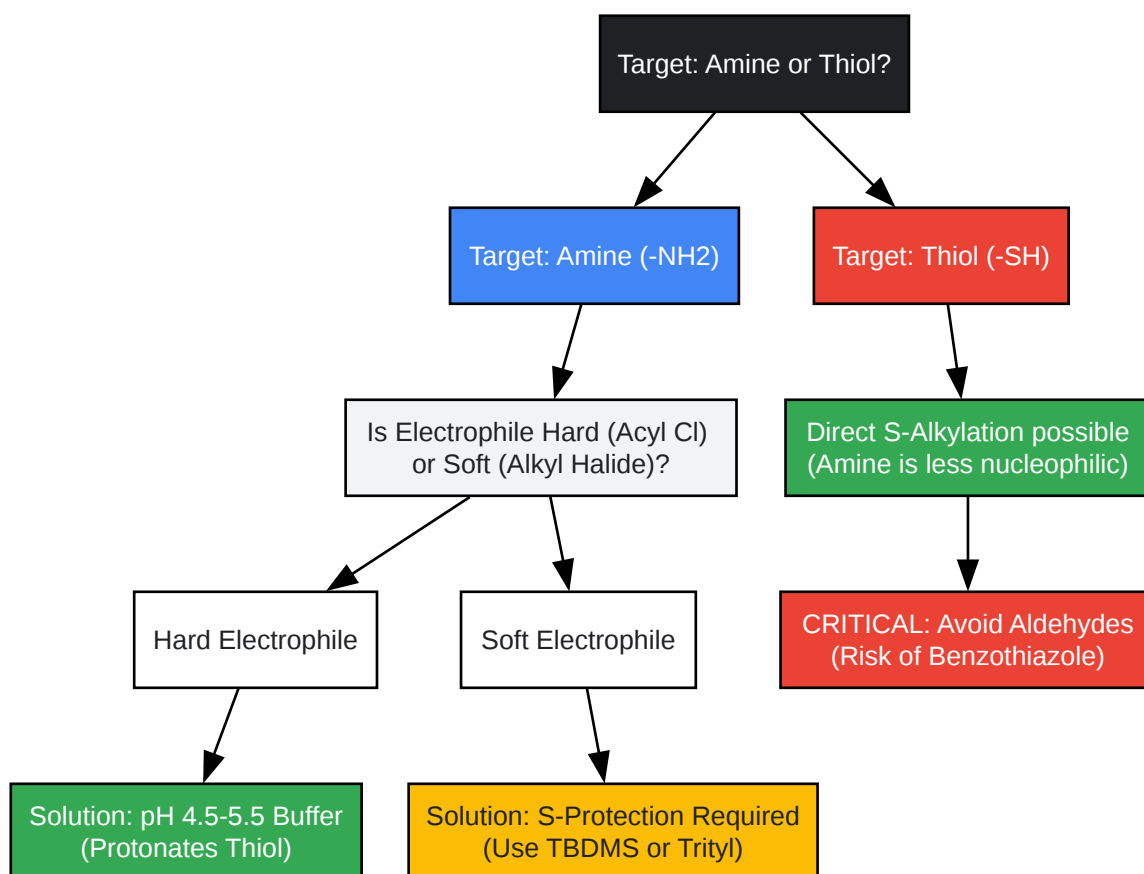 Target: Amine or Thiol?
Target: Amine (-NH2)
Target: Thiol (-SH)
Is Electrophile Hard (Acyl Cl)
or Soft (Alkyl Halide)?
Direct S-Alkylation possible
(Amine is less nucleophilic)
Hard Electrophile
Soft Electrophile
CRITICAL: Avoid Aldehydes
(Risk of Benzothiazole)
Solution: pH 4.5-5.5 Buffer
(Protonates Thiol)
Solution: S-Protection Required
(Use TBDMS or Trityl)